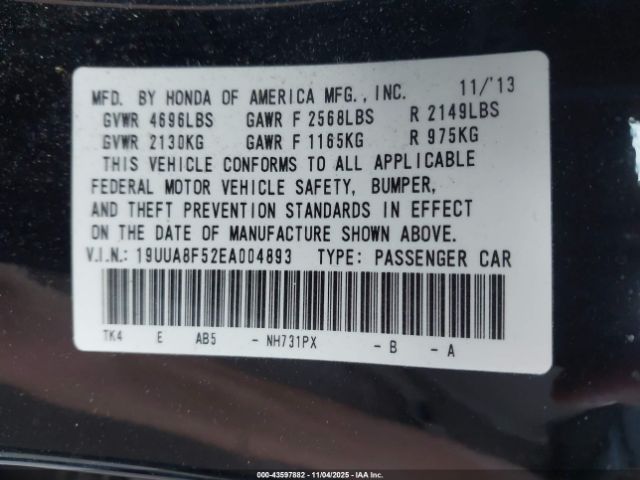 MFD. BY HONDA OF AMERICA MFG., INC. 11/'13
GVWR 4696LBS GAWR F 2568LBS R 2149LBS
GVWR 2130KG GAWR F 1165KG R 975KG
THIS VEHICLE CONFORMS TO ALL APPLICABLE
FEDERAL MOTOR VEHICLE SAFETY, BUMPER,
AND THEFT PREVENTION STANDARDS IN EFFECT
ON THE DATE OF MANUFACTURE SHOWN ABOVE.
V.I.N.: 19UUA8F52EA004893 TYPE: PASSENGER CAR
TK4 E AB5 - NH731PX - B - A
000-43597882 - 11/04/2025 - IAA Inc.